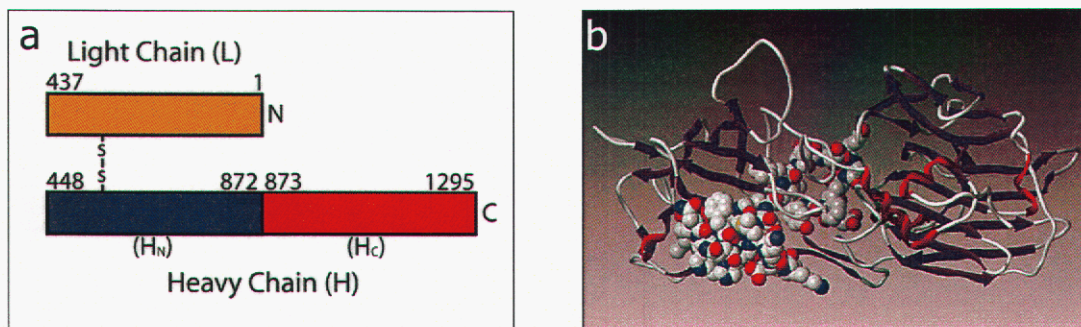 a
Light Chain (L)
437 1
N
S
S
448 872 873 1295
C
(HN) (HC)
Heavy Chain (H)
b